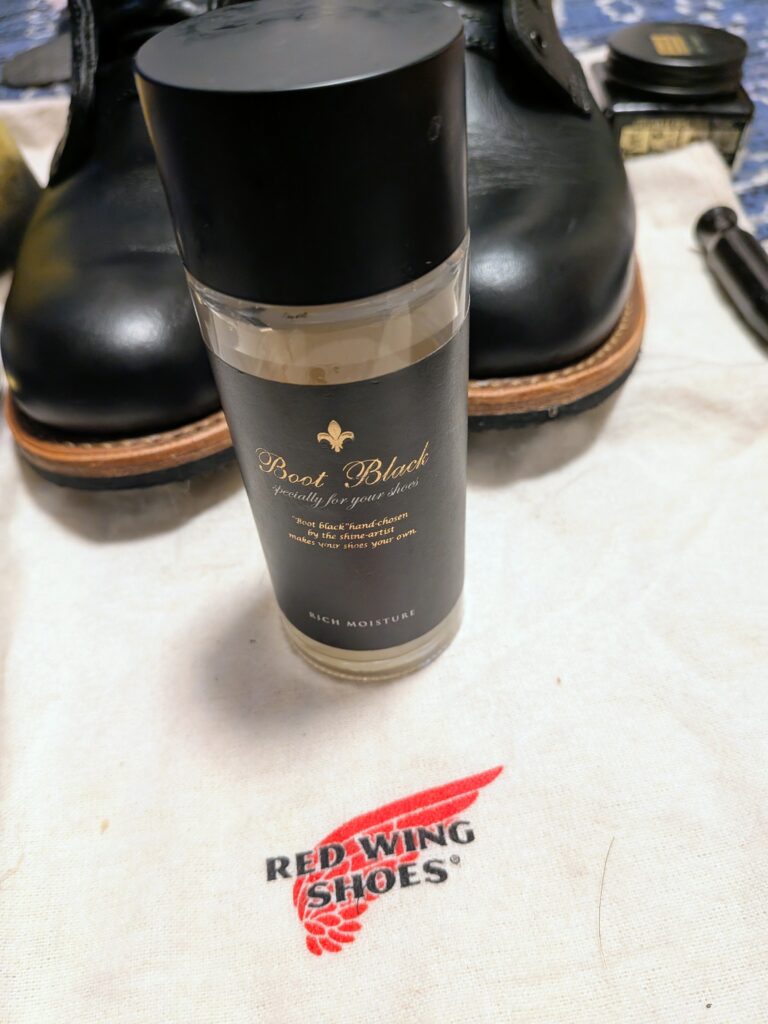 Boot Black
specially for your shoes
"Boot black" hand-chosen
by the shine-artist
makes your shoes your own.
RICH MOISTURE
RED WING
SHOES®